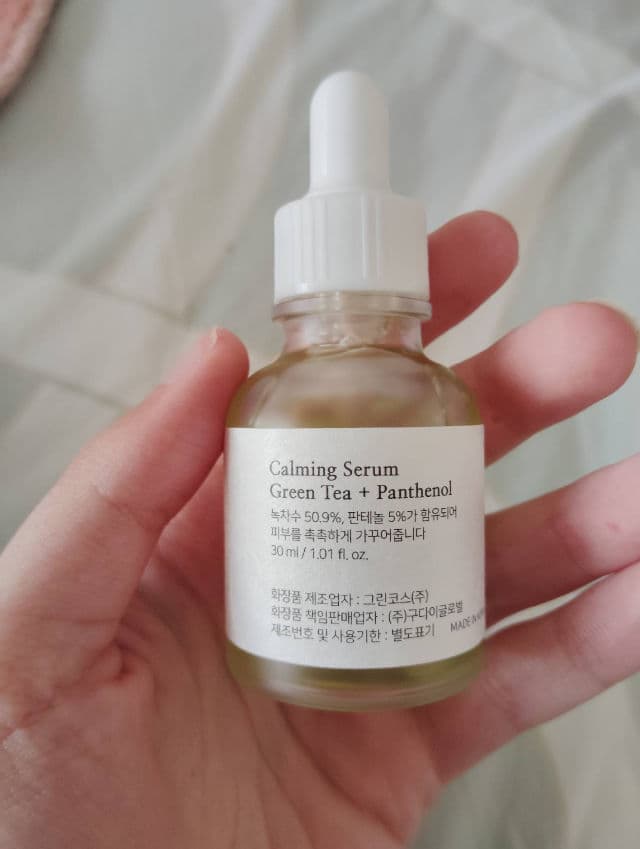 Calming Serum
Green Tea + Panthenol
녹차수 50.9%, 판테놀 5%가 함유되어
피부를 촉촉하게 가꾸어줍니다
30 ml / 1.01 fl. oz.
화장품 제조업자 : 그린코스(주)
화장품 책임판매업자 : (주)구다이글로벌
제조번호 및 사용기한 : 별도표기
MADE IN